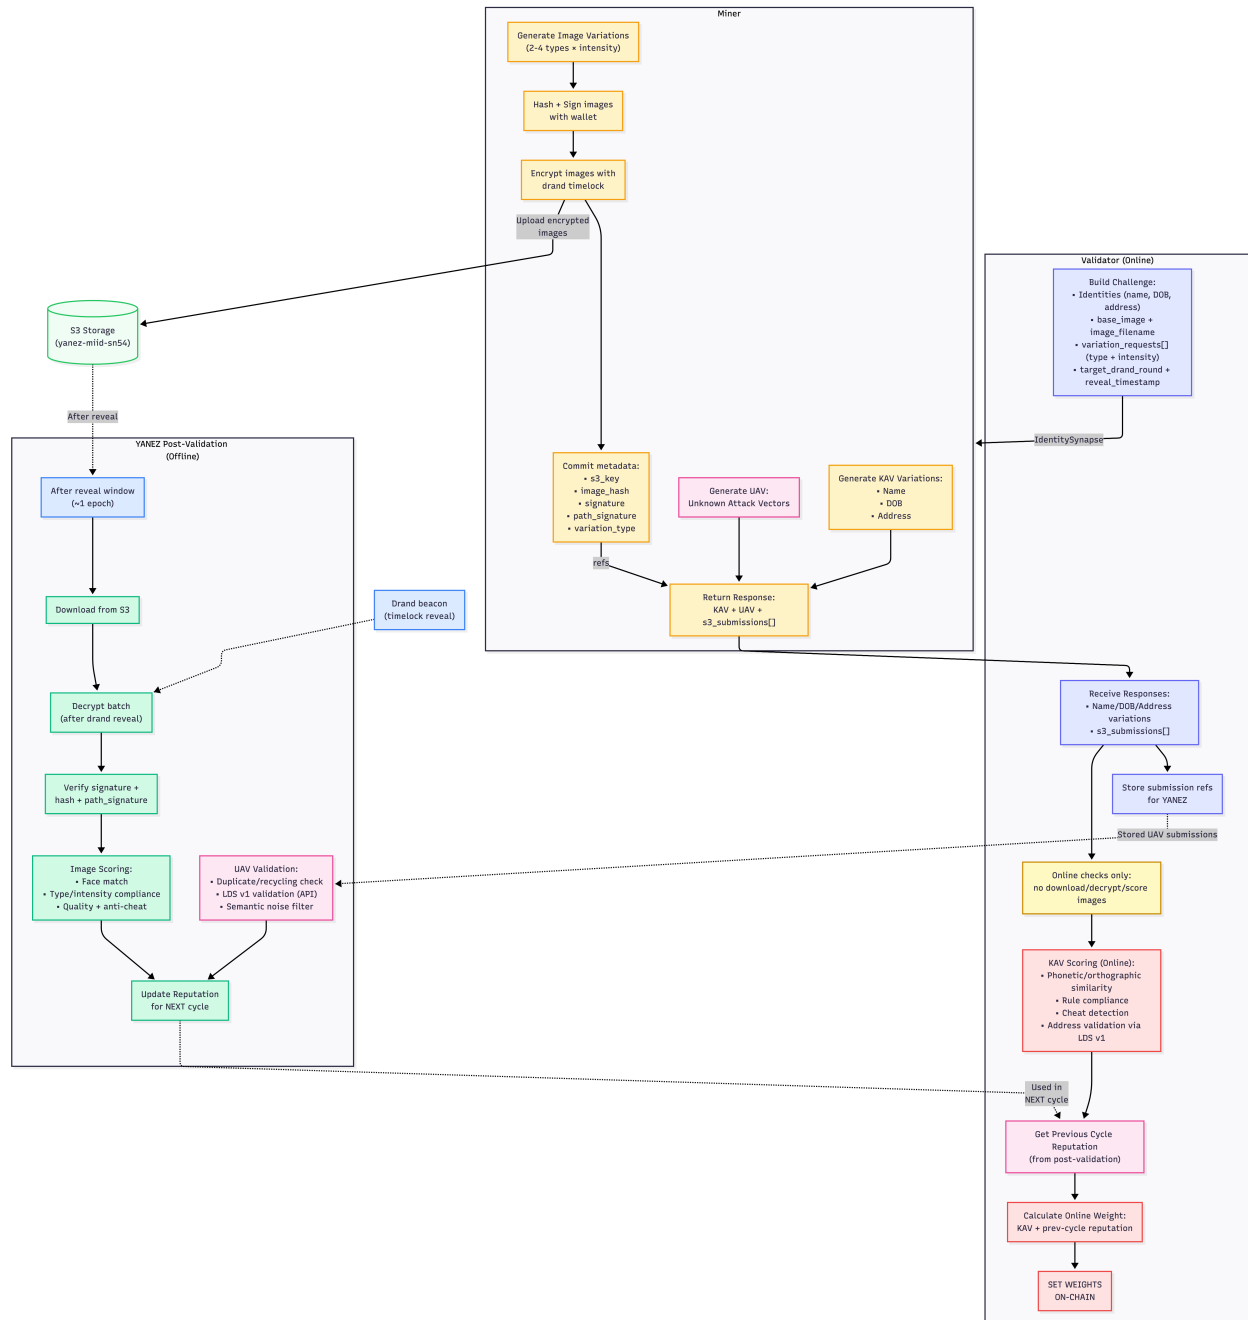 Miner
Generate Image Variations
(2-4 types × intensity)
Hash + Sign images
with wallet
Encrypt images with
drand timelock
Upload encrypted
images
Commit metadata:
• s3_key
• image_hash
• signature
• path_signature
• variation_type
Generate UAV:
Unknown Attack Vectors
Generate KAV Variations:
• Name
• DOB
• Address
refs
Return Response:
KAV + UAV +
s3_submissions[]
Validator (Online)
Build Challenge:
• Identities (name, DOB,
address)
• base_image +
image_filename
• variation_requests[]
(type + intensity)
• target_drand_round +
reveal_timestamp
IdentitySynapse
Receive Responses:
• Name/DOB/Address
variations
• s3_submissions[]
Store submission refs
for YANEZ
Stored UAV submissions
Online checks only:
no download/decrypt/score
images
KAV Scoring (Online):
• Phonetic/orthographic
similarity
• Rule compliance
• Cheat detection
• Address validation via
LDS v1
Used in
NEXT cycle
Get Previous Cycle
Reputation
(from post-validation)
Calculate Online Weight:
KAV + prev-cycle reputation
SET WEIGHTS
ON-CHAIN
S3 Storage
(yanez-miid-sn54)
After reveal
YANEZ Post-Validation
(Offline)
After reveal window
(~1 epoch)
Download from S3
Drand beacon
(timelock reveal)
Decrypt batch
(after drand reveal)
Verify signature +
hash + path_signature
Image Scoring:
• Face match
• Type/intensity compliance
• Quality + anti-cheat
UAV Validation:
• Duplicate/recycling check
• LDS v1 validation (API)
• Semantic noise filter
Update Reputation
for NEXT cycle